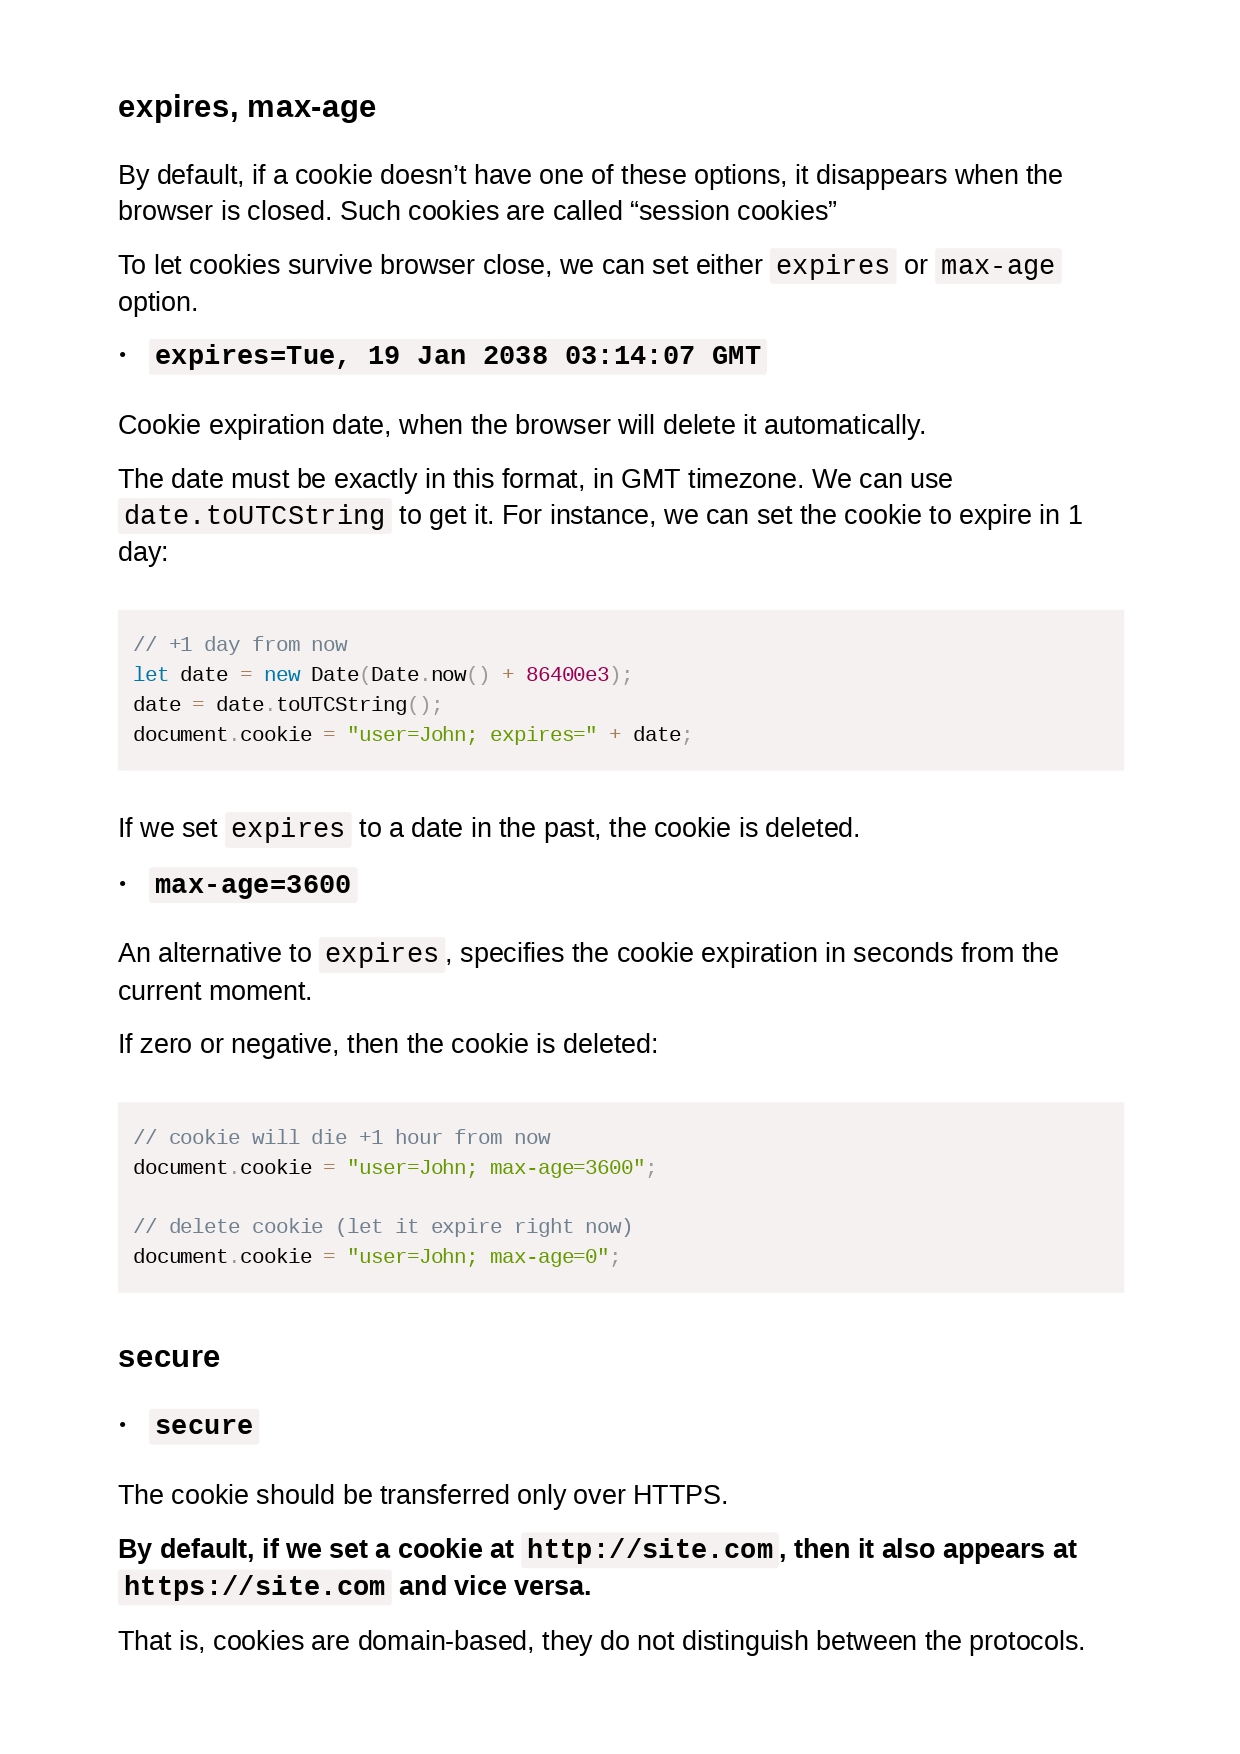 expires, max-age
By default, if a cookie doesn’t have one of these options, it disappears when the
browser is closed. Such cookies are called “session cookies”
To let cookies survive browser close, we can set either expires or max-age
option.
• expires=Tue, 19 Jan 2038 03:14:07 GMT
Cookie expiration date, when the browser will delete it automatically.
The date must be exactly in this format, in GMT timezone. We can use
date.toUTCString to get it. For instance, we can set the cookie to expire in 1
day:
// +1 day from now
let date = new Date(Date.now() + 86400e3);
date = date.toUTCString();
document.cookie = "user=John; expires=" + date;
If we set expires to a date in the past, the cookie is deleted.
• max-age=3600
An alternative to expires, specifies the cookie expiration in seconds from the
current moment.
If zero or negative, then the cookie is deleted:
// cookie will die +1 hour from now
document.cookie = "user=John; max-age=3600";
// delete cookie (let it expire right now)
document.cookie = "user=John; max-age=0";
secure
• secure
The cookie should be transferred only over HTTPS.
By default, if we set a cookie at http://site.com, then it also appears at
https://site.com and vice versa.
That is, cookies are domain-based, they do not distinguish between the protocols.